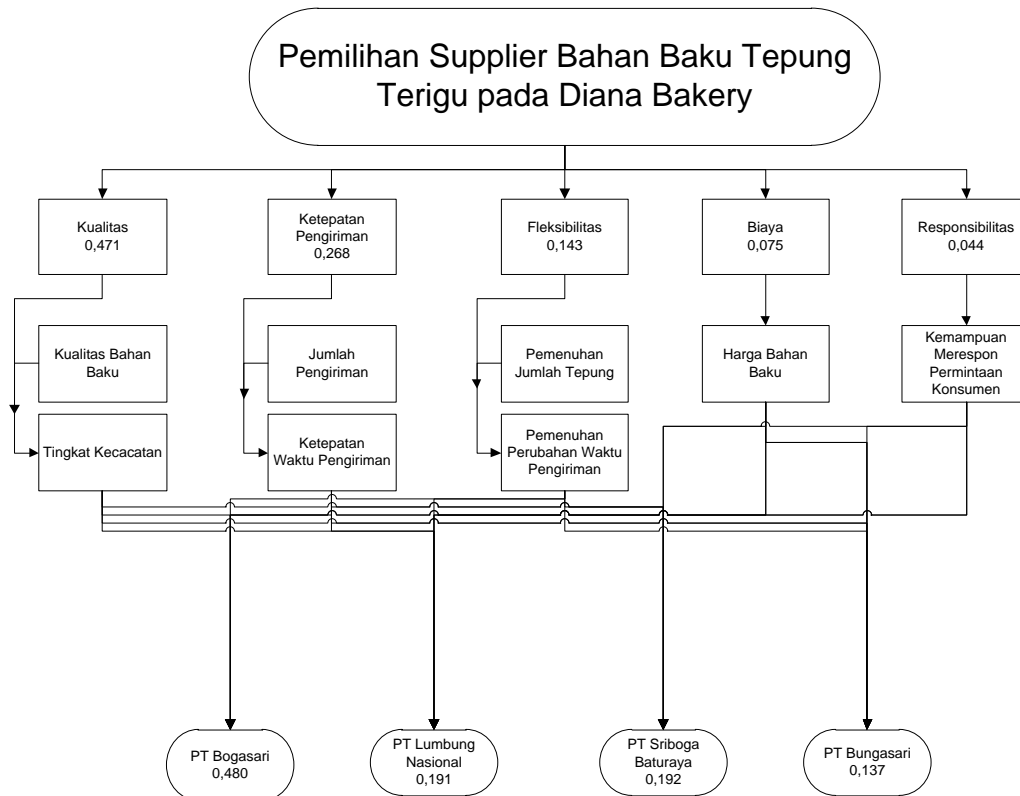 Pemilihan Supplier Bahan Baku Tepung
Terigu pada Diana Bakery
Kualitas
0,471
Ketepatan
Pengiriman
0,268
Fleksibilitas
0,143
Biaya
0,075
Responsibilitas
0,044
Kualitas Bahan
Baku
Jumlah
Pengiriman
Pemenuhan
Jumlah Tepung
Harga Bahan
Baku
Kemampuan
Merespon
Permintaan
Konsumen
Tingkat Kecacatan
Ketepatan
Waktu Pengiriman
Pemenuhan
Perubahan Waktu
Pengiriman
PT Bogasari
0,480
PT Lumbung
Nasional
0,191
PT Sriboga
Baturaya
0,192
PT Bungasari
0,137